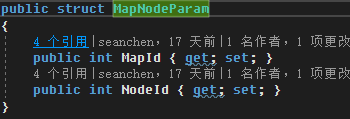 public struct MapNodeParam
{
4 个引用|seanchen，17 天前|1 名作者，1 项更改
public int MapId { get; set; }
4 个引用|seanchen，17 天前|1 名作者，1 项更改
public int NodeId { get; set; }
}